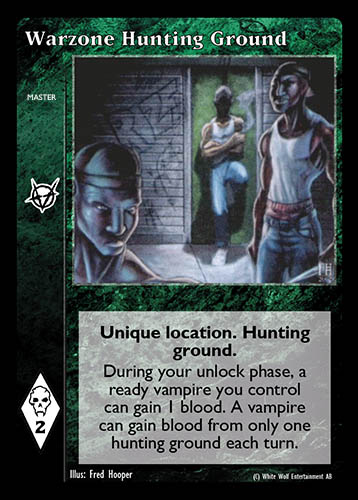 Warzone Hunting Ground
MASTER
Unique location. Hunting
ground.
During your unlock phase, a
ready vampire you control
can gain 1 blood. A vampire
can gain blood from only one
hunting ground each turn.
2
Illus: Fred Hooper
(C) White Wolf Entertainment AB